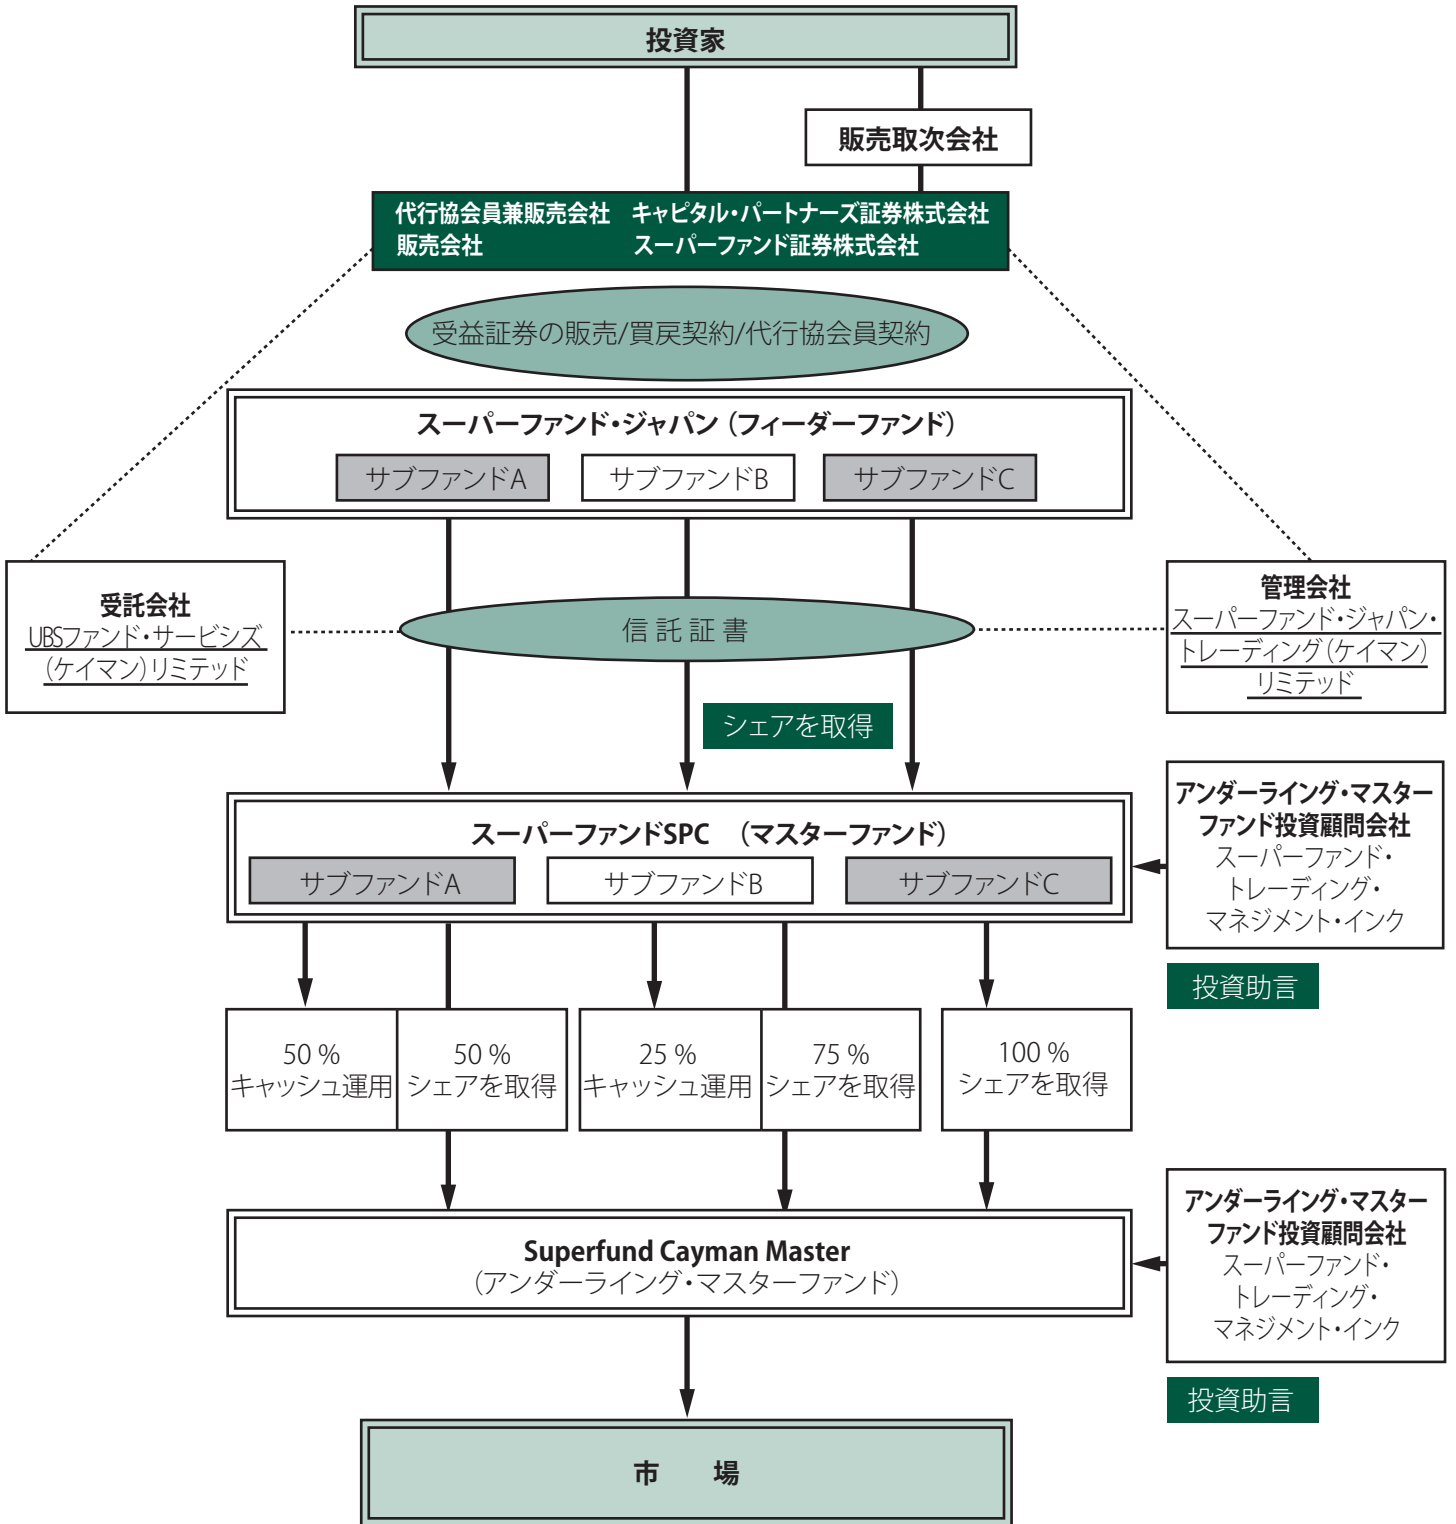 投資家
販売取次会社
代行協会員兼販売会社 キャピタル・パートナーズ証券株式会社
販売会社 スーパーファンド証券株式会社
受益証券の販売/買戻契約/代行協会員契約
スーパーファンド・ジャパン（フィーダーファンド）
サブファンドA サブファンドB サブファンドC
受託会社
UBSファンド・サービシズ
（ケイマン）リミテッド
信託証書
管理会社
スーパーファンド・ジャパン・
トレーディング（ケイマン）
リミテッド
シェアを取得
スーパーファンドSPC （マスターファンド）
サブファンドA サブファンドB サブファンドC
アンダーライング・マスター
ファンド投資顧問会社
スーパーファンド・
トレーディング・
マネジメント・インク
投資助言
50 %
キャッシュ運用
50 %
シェアを取得
25 %
キャッシュ運用
75 %
シェアを取得
100 %
シェアを取得
Superfund Cayman Master
（アンダーライング・マスターファンド）
アンダーライング・マスター
ファンド投資顧問会社
スーパーファンド・
トレーディング・
マネジメント・インク
投資助言
市 場